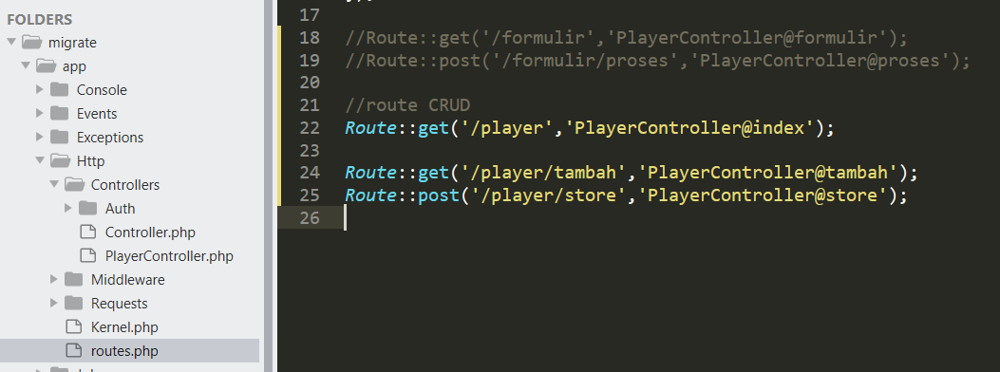 FOLDERS
migrate
app
Console
Events
Exceptions
Http
Controllers
Auth
Controller.php
PlayerController.php
Middleware
Requests
Kernel.php
routes.php
17
18 //Route::get('/formulir','PlayerController@formulir');
19 //Route::post('/formulir/proses','PlayerController@proses');
20
21 //route CRUD
22 Route::get('/player','PlayerController@index');
23
24 Route::get('/player/tambah','PlayerController@tambah');
25 Route::post('/player/store','PlayerController@store');
26